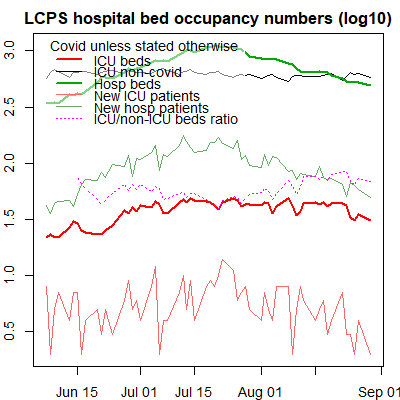 LCPS hospital bed occupancy numbers (log10)
Covid unless stated otherwise
ICU beds
ICU non-covid
Hosp beds
New ICU patients
New hosp patients
ICU/non-ICU beds ratio
3.0
2.5
2.0
1.5
1.0
0.5
Jun 15
Jul 01
Jul 15
Aug 01
Sep 01